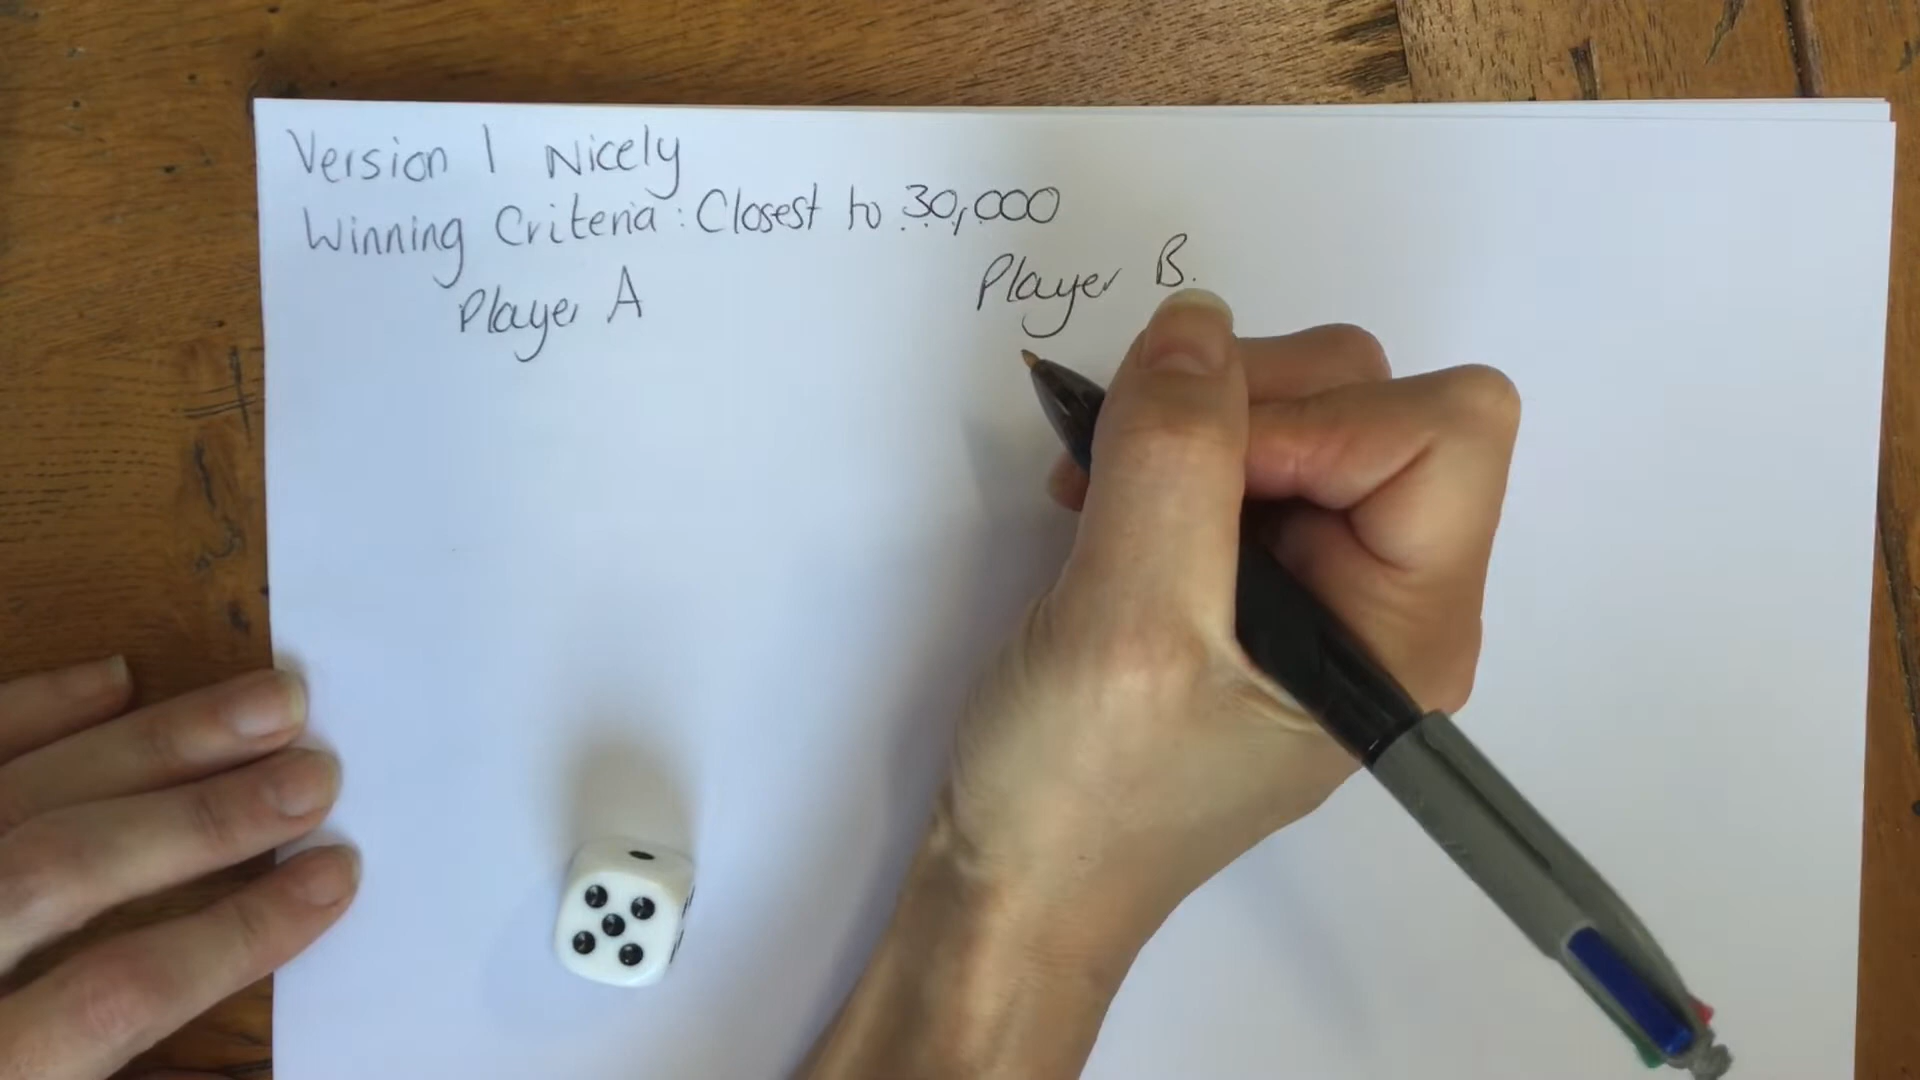 Version 1 Nicely
Winning Criteria: Closest to 30,000
Player A
Player B.